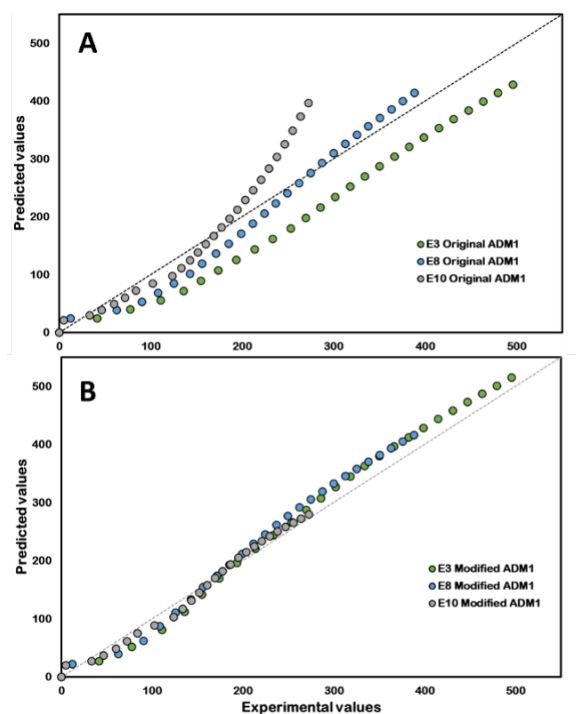 A
Predicted values
500
400
300
200
100
0
0 100 200 300 400 500
E3 Original ADM1
E8 Original ADM1
E10 Original ADM1
B
Predicted values
500
400
300
200
100
0
0 100 200 300 400 500
E3 Modified ADM1
E8 Modified ADM1
E10 Modified ADM1
Experimental values